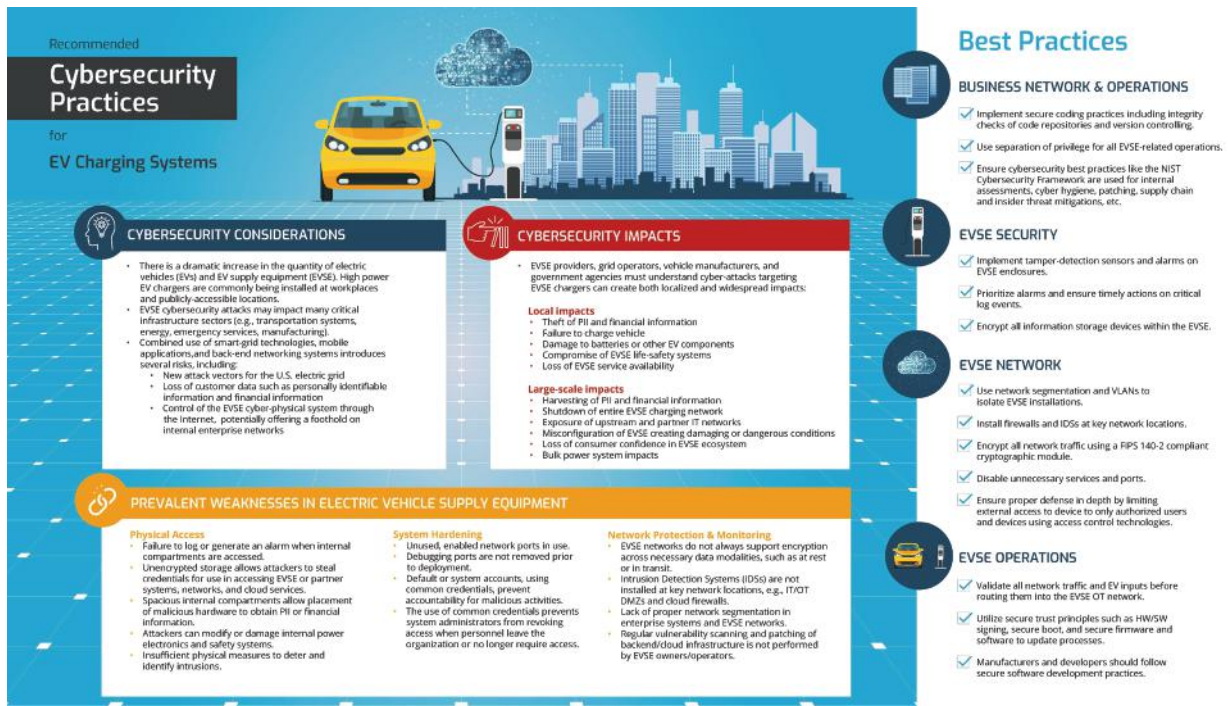 Recommended
Cybersecurity
Practices
for
EV Charging Systems
CYBERSECURITY CONSIDERATIONS
• There is a dramatic increase in the quantity of electric
vehicles (EVs) and EV supply equipment (EVSE). High power
EV chargers are commonly being installed at workplaces
and publicly-accessible locations.
• EVSE cybersecurity attacks may impact many critical
infrastructure sectors (e.g., transportation systems,
energy, emergency services, manufacturing).
• Combined use of smart-grid technologies, mobile
applications,and back-end networking systems introduces
several risks, including:
• New attack vectors for the U.S. electric grid
• Loss of customer data such as personally identifiable
information and financial information
• Control of the EVSE cyber-physical system through
the Internet, potentially offering a foothold on
internal enterprise networks
CYBERSECURITY IMPACTS
• EVSE providers, grid operators, vehicle manufacturers, and
government agencies must understand cyber-attacks targeting
EVSE chargers can create both localized and widespread impacts:
Local impacts
• Theft of PII and financial information
• Failure to charge vehicle
• Damage to batteries or other EV components
• Compromise of EVSE life-safety systems
• Loss of EVSE service availability
Large-scale impacts
• Harvesting of PII and financial information
• Shutdown of entire EVSE charging network
• Exposure of upstream and partner IT networks
• Misconfiguration of EVSE creating damaging or dangerous conditions
• Loss of consumer confidence in EVSE ecosystem
• Bulk power system impacts
PREVALENT WEAKNESSES IN ELECTRIC VEHICLE SUPPLY EQUIPMENT
Physical Access
• Failure to log or generate an alarm when internal
compartments are accessed.
• Unencrypted storage allows attackers to steal
credentials for use in accessing EVSE or partner
systems, networks, and cloud services.
• Spacious internal compartments allow placement
of malicious hardware to obtain PII or financial
information.
• Attackers can modify or damage internal power
electronics and safety systems.
• Insufficient physical measures to deter and
identify intrusions.
System Hardening
• Unused, enabled network ports in use.
• Debugging ports are not removed prior
to deployment.
• Default or system accounts, using
common credentials, prevent
accountability for malicious activities.
• The use of common credentials prevents
system administrators from revoking
access when personnel leave the
organization or no longer require access.
Network Protection & Monitoring
• EVSE networks do not always support encryption
across necessary data modalities, such as at rest
or in transit.
• Intrusion Detection Systems (IDSs) are not
installed at key network locations, e.g., IT/OT
DMZs and cloud firewalls.
• Lack of proper network segmentation in
enterprise systems and EVSE networks.
• Regular vulnerability scanning and patching of
backend/cloud infrastructure is not performed
by EVSE owners/operators.
Best Practices
BUSINESS NETWORK & OPERATIONS
Implement secure coding practices including integrity
checks of code repositories and version controlling.
Use separation of privilege for all EVSE-related operations.
Ensure cybersecurity best practices like the NIST
Cybersecurity Framework are used for internal
assessments, cyber hygiene, patching, supply chain
and insider threat mitigations, etc.
EVSE SECURITY
Implement tamper-detection sensors and alarms on
EVSE enclosures.
Prioritize alarms and ensure timely actions on critical
log events.
Encrypt all information storage devices within the EVSE.
EVSE NETWORK
Use network segmentation and VLANs to
isolate EVSE installations.
Install firewalls and IDSs at key network locations.
Encrypt all network traffic using a FIPS 140-2 compliant
cryptographic module.
Disable unnecessary services and ports.
Ensure proper defense in depth by limiting
external access to device to only authorized users
and devices using access control technologies.
EVSE OPERATIONS
Validate all network traffic and EV inputs before
routing them into the EVSE OT network.
Utilize secure trust principles such as HW/SW
signing, secure boot, and secure firmware and
software to update processes.
Manufacturers and developers should follow
secure software development practices.